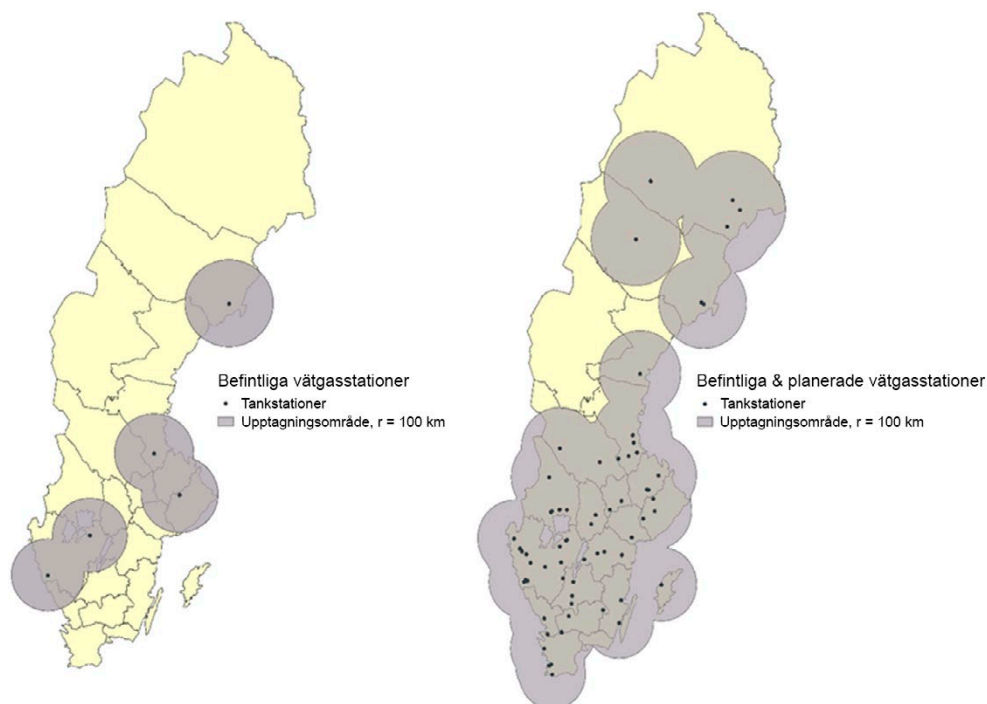 Befintliga vätgasstationer
Tankstationer
Upptagningsområde, r = 100 km
Befintliga & planerade vätgasstationer
Tankstationer
Upptagningsområde, r = 100 km